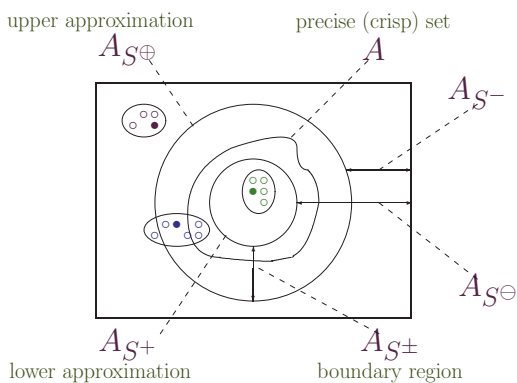 upper approximation
precise (crisp) set
A_{S⊕}
A
A_{S−}
A_{S⊖}
A_{S+}
A_{S±}
lower approximation
boundary region